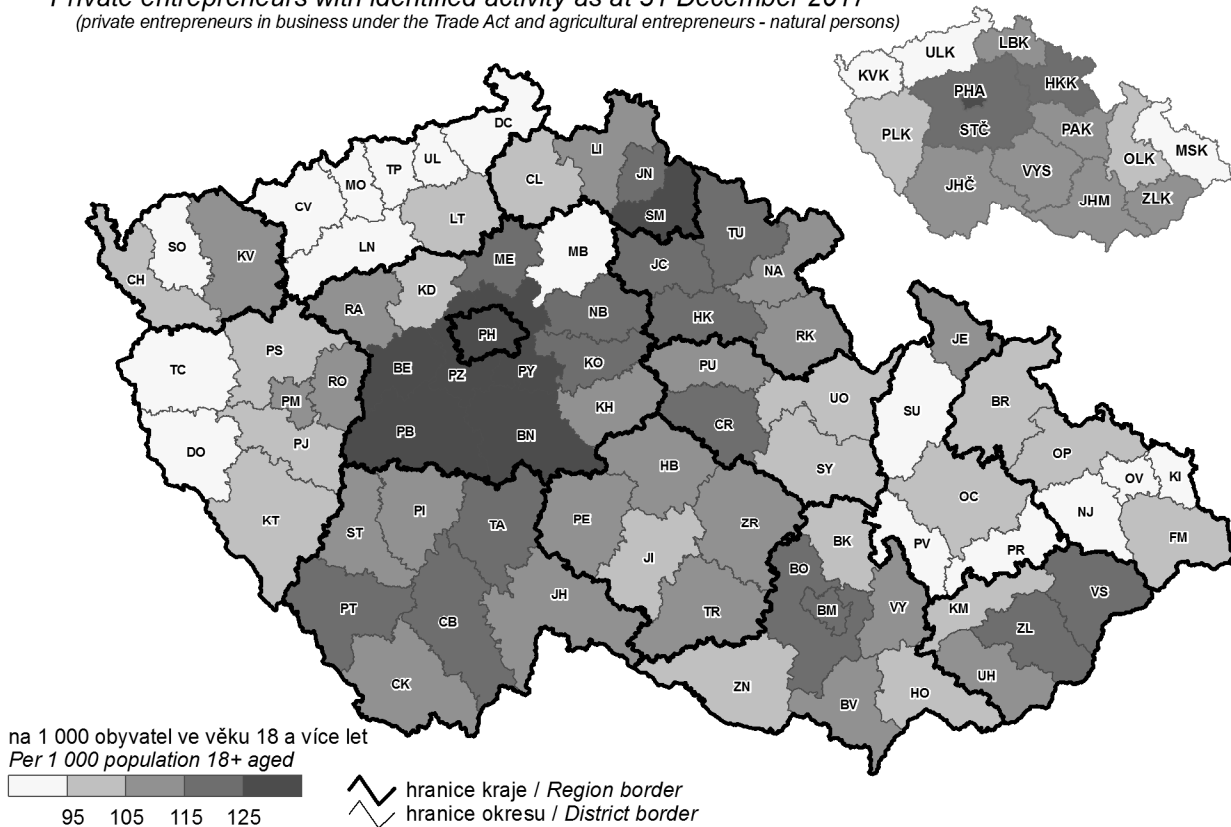 Private entrepreneurs with identified activity as at 31 December 2017
(private entrepreneurs in business under the Trade Act and agricultural entrepreneurs - natural persons)
LBK
ULK
KVK
PHA
HKK
STČ
PLK
PAK
MSK
OLK
VYS
JHČ
JHM
ZLK
DC
LI
UL
TP
JN
CL
MO
CV
SM
LT
TU
LN
SO
MB
KV
ME
JC
NA
CH
KD
RA
NB
HK
PH
RK
JE
PS
KO
PU
TC
BE
PZ
PY
RO
PM
UO
BR
KH
SU
CR
PB
BN
PJ
DO
OP
HB
SY
OV
KI
OC
PI
KT
PE
TA
ZR
NJ
ST
FM
BK
PV
JI
PR
BO
VS
JH
PT
BM
VY
KM
TR
CB
ZL
UH
CK
ZN
HO
BV
na 1 000 obyvatel ve věku 18 a více let
Per 1 000 population 18+ aged
95 105 115 125
hranice kraje / Region border
hranice okresu / District border